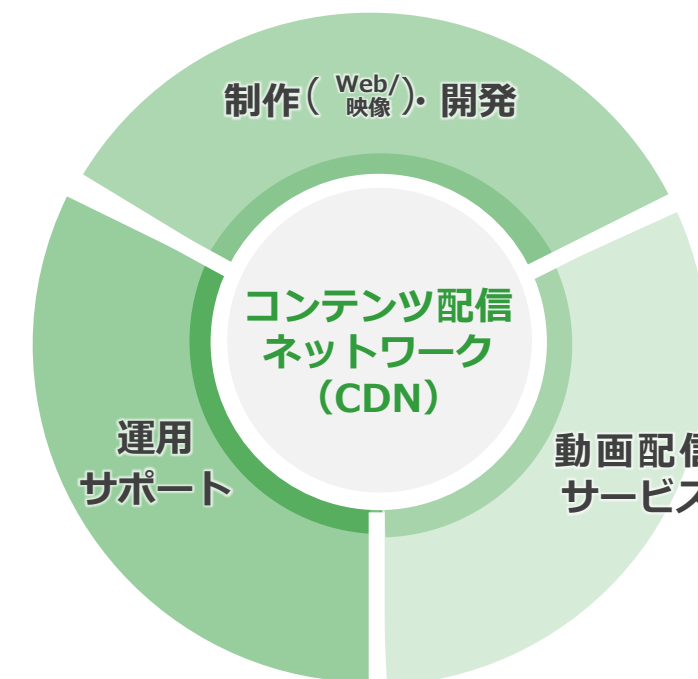 制作(Web/映像)・開発
コンテンツ配信
ネットワーク
（CDN）
運用
サポート
動画配信
サービス